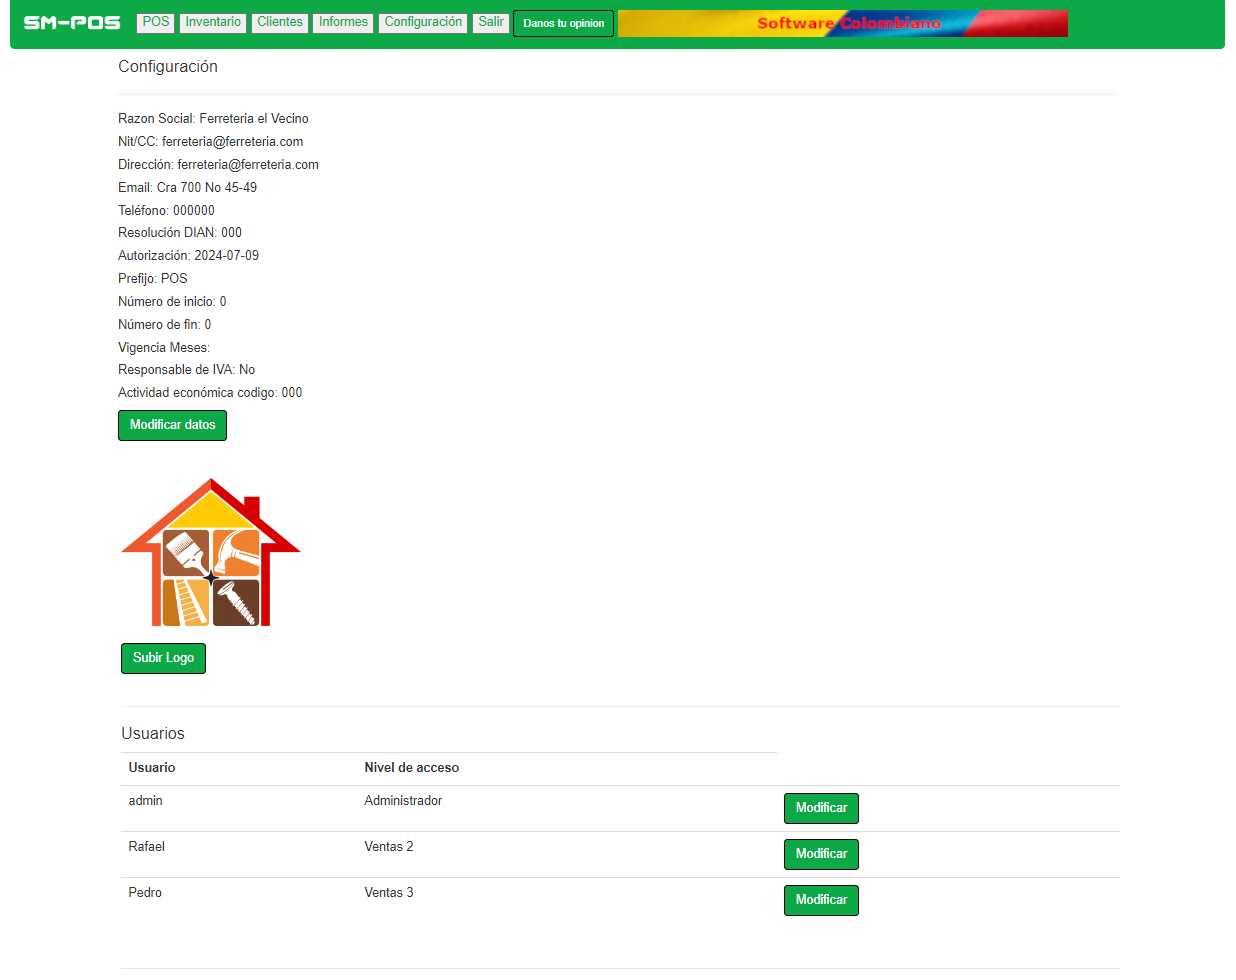 SM-POS POS Inventario Clientes Informes Configuración Salir Danos tu opinion Software Colombiano
Configuración
Razon Social: Ferreteria el Vecino
Nit/CC: ferreteria@ferreteria.com
Dirección: ferreteria@ferreteria.com
Email: Cra 700 No 45-49
Teléfono: 000000
Resolución DIAN: 000
Autorización: 2024-07-09
Prefijo: POS
Número de inicio: 0
Número de fin: 0
Vigencia Meses:
Responsable de IVA: No
Actividad económica codigo: 000
Modificar datos
Subir Logo
Usuarios
Usuario Nivel de acceso
admin Administrador Modificar
Rafael Ventas 2 Modificar
Pedro Ventas 3 Modificar